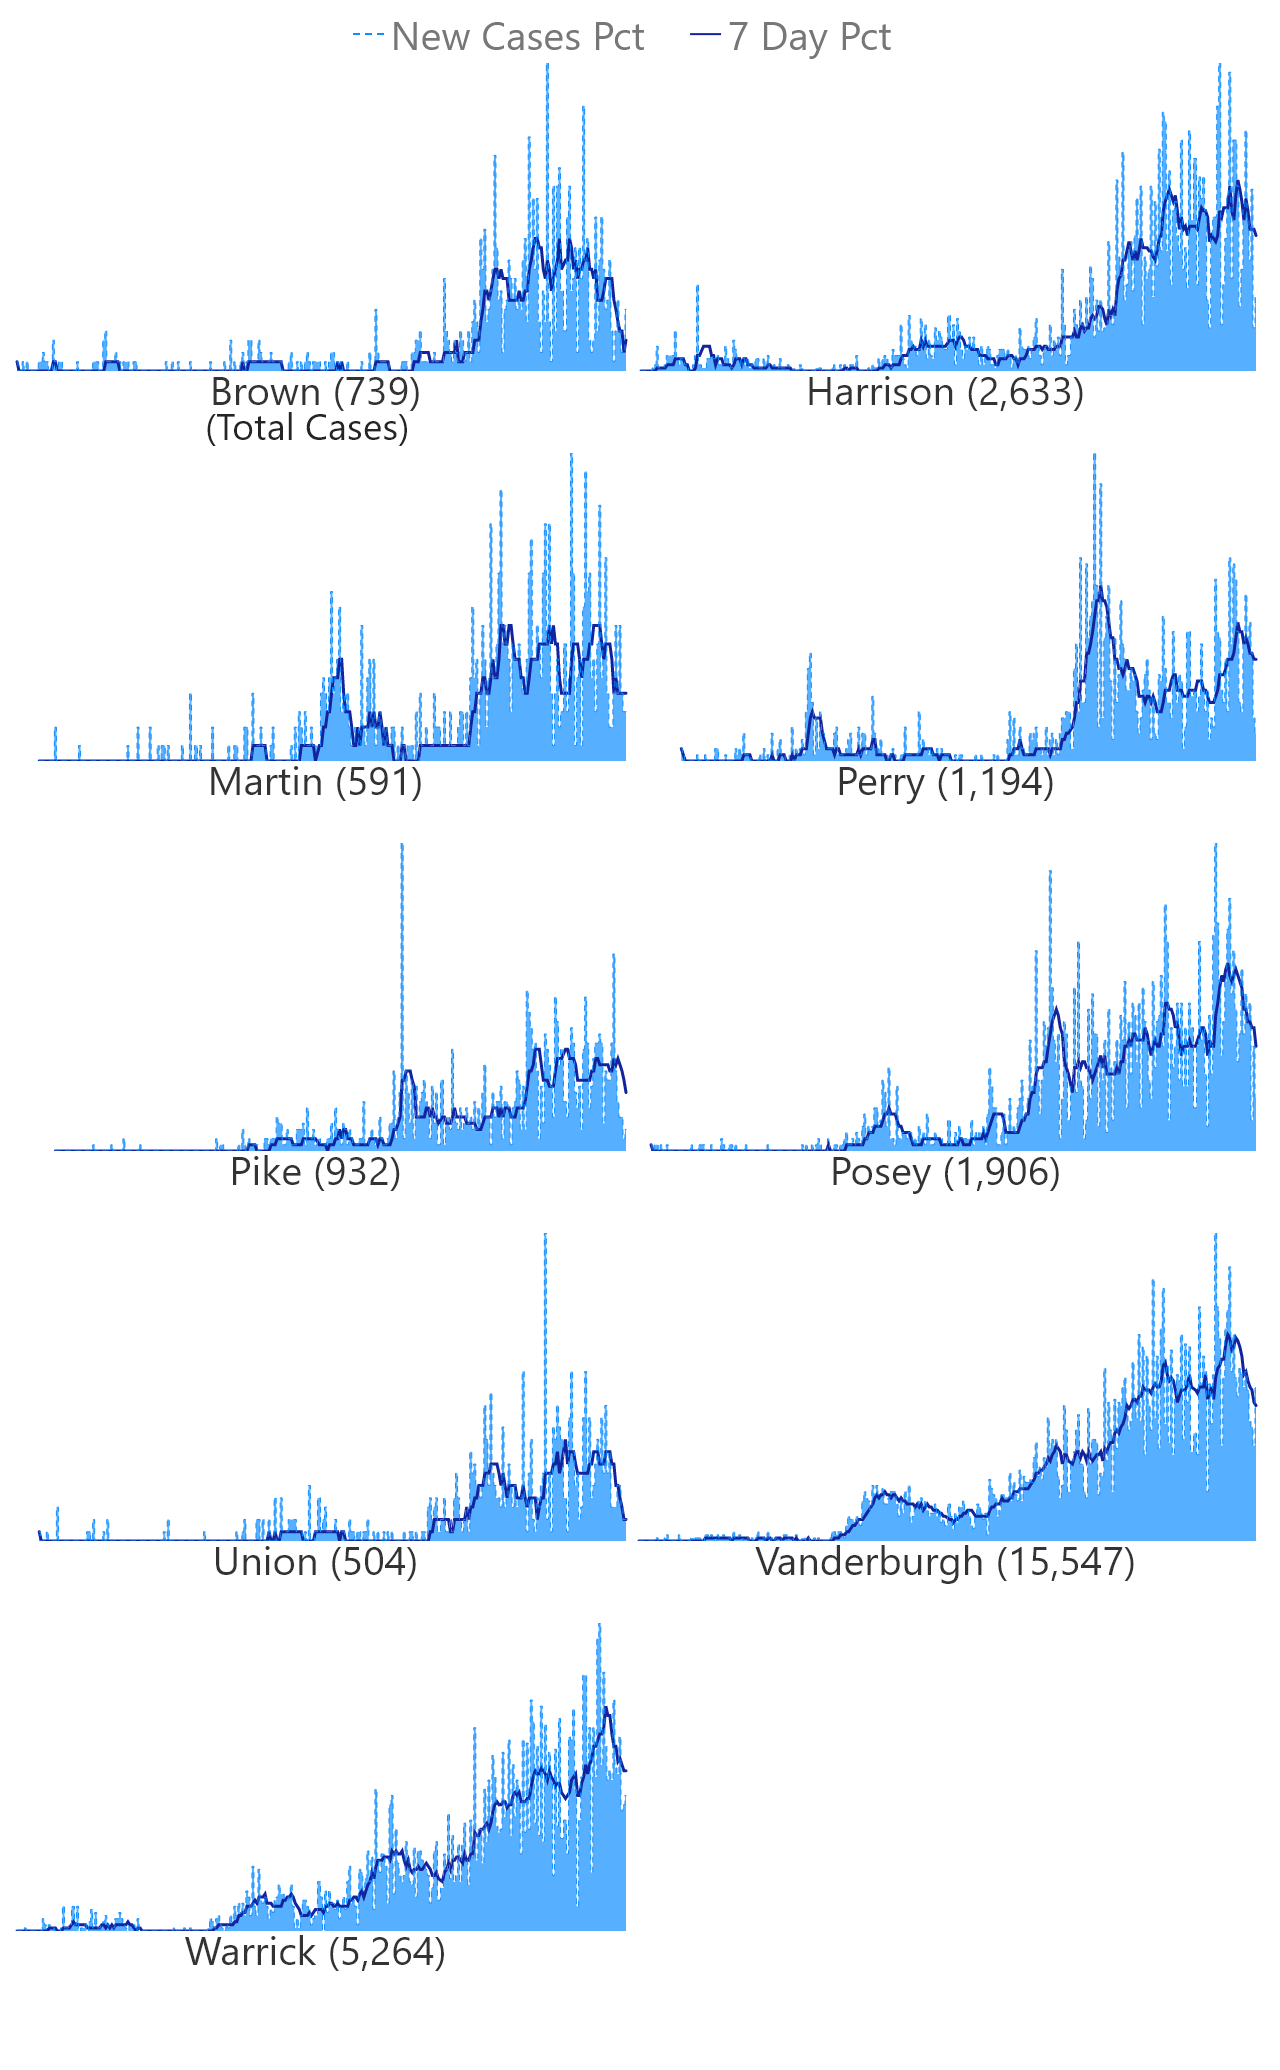 New Cases Pct 7 Day Pct
Brown (739) Harrison (2,633)
(Total Cases)
Martin (591) Perry (1,194)
Pike (932) Posey (1,906)
Union (504) Vanderburgh (15,547)
Warrick (5,264)